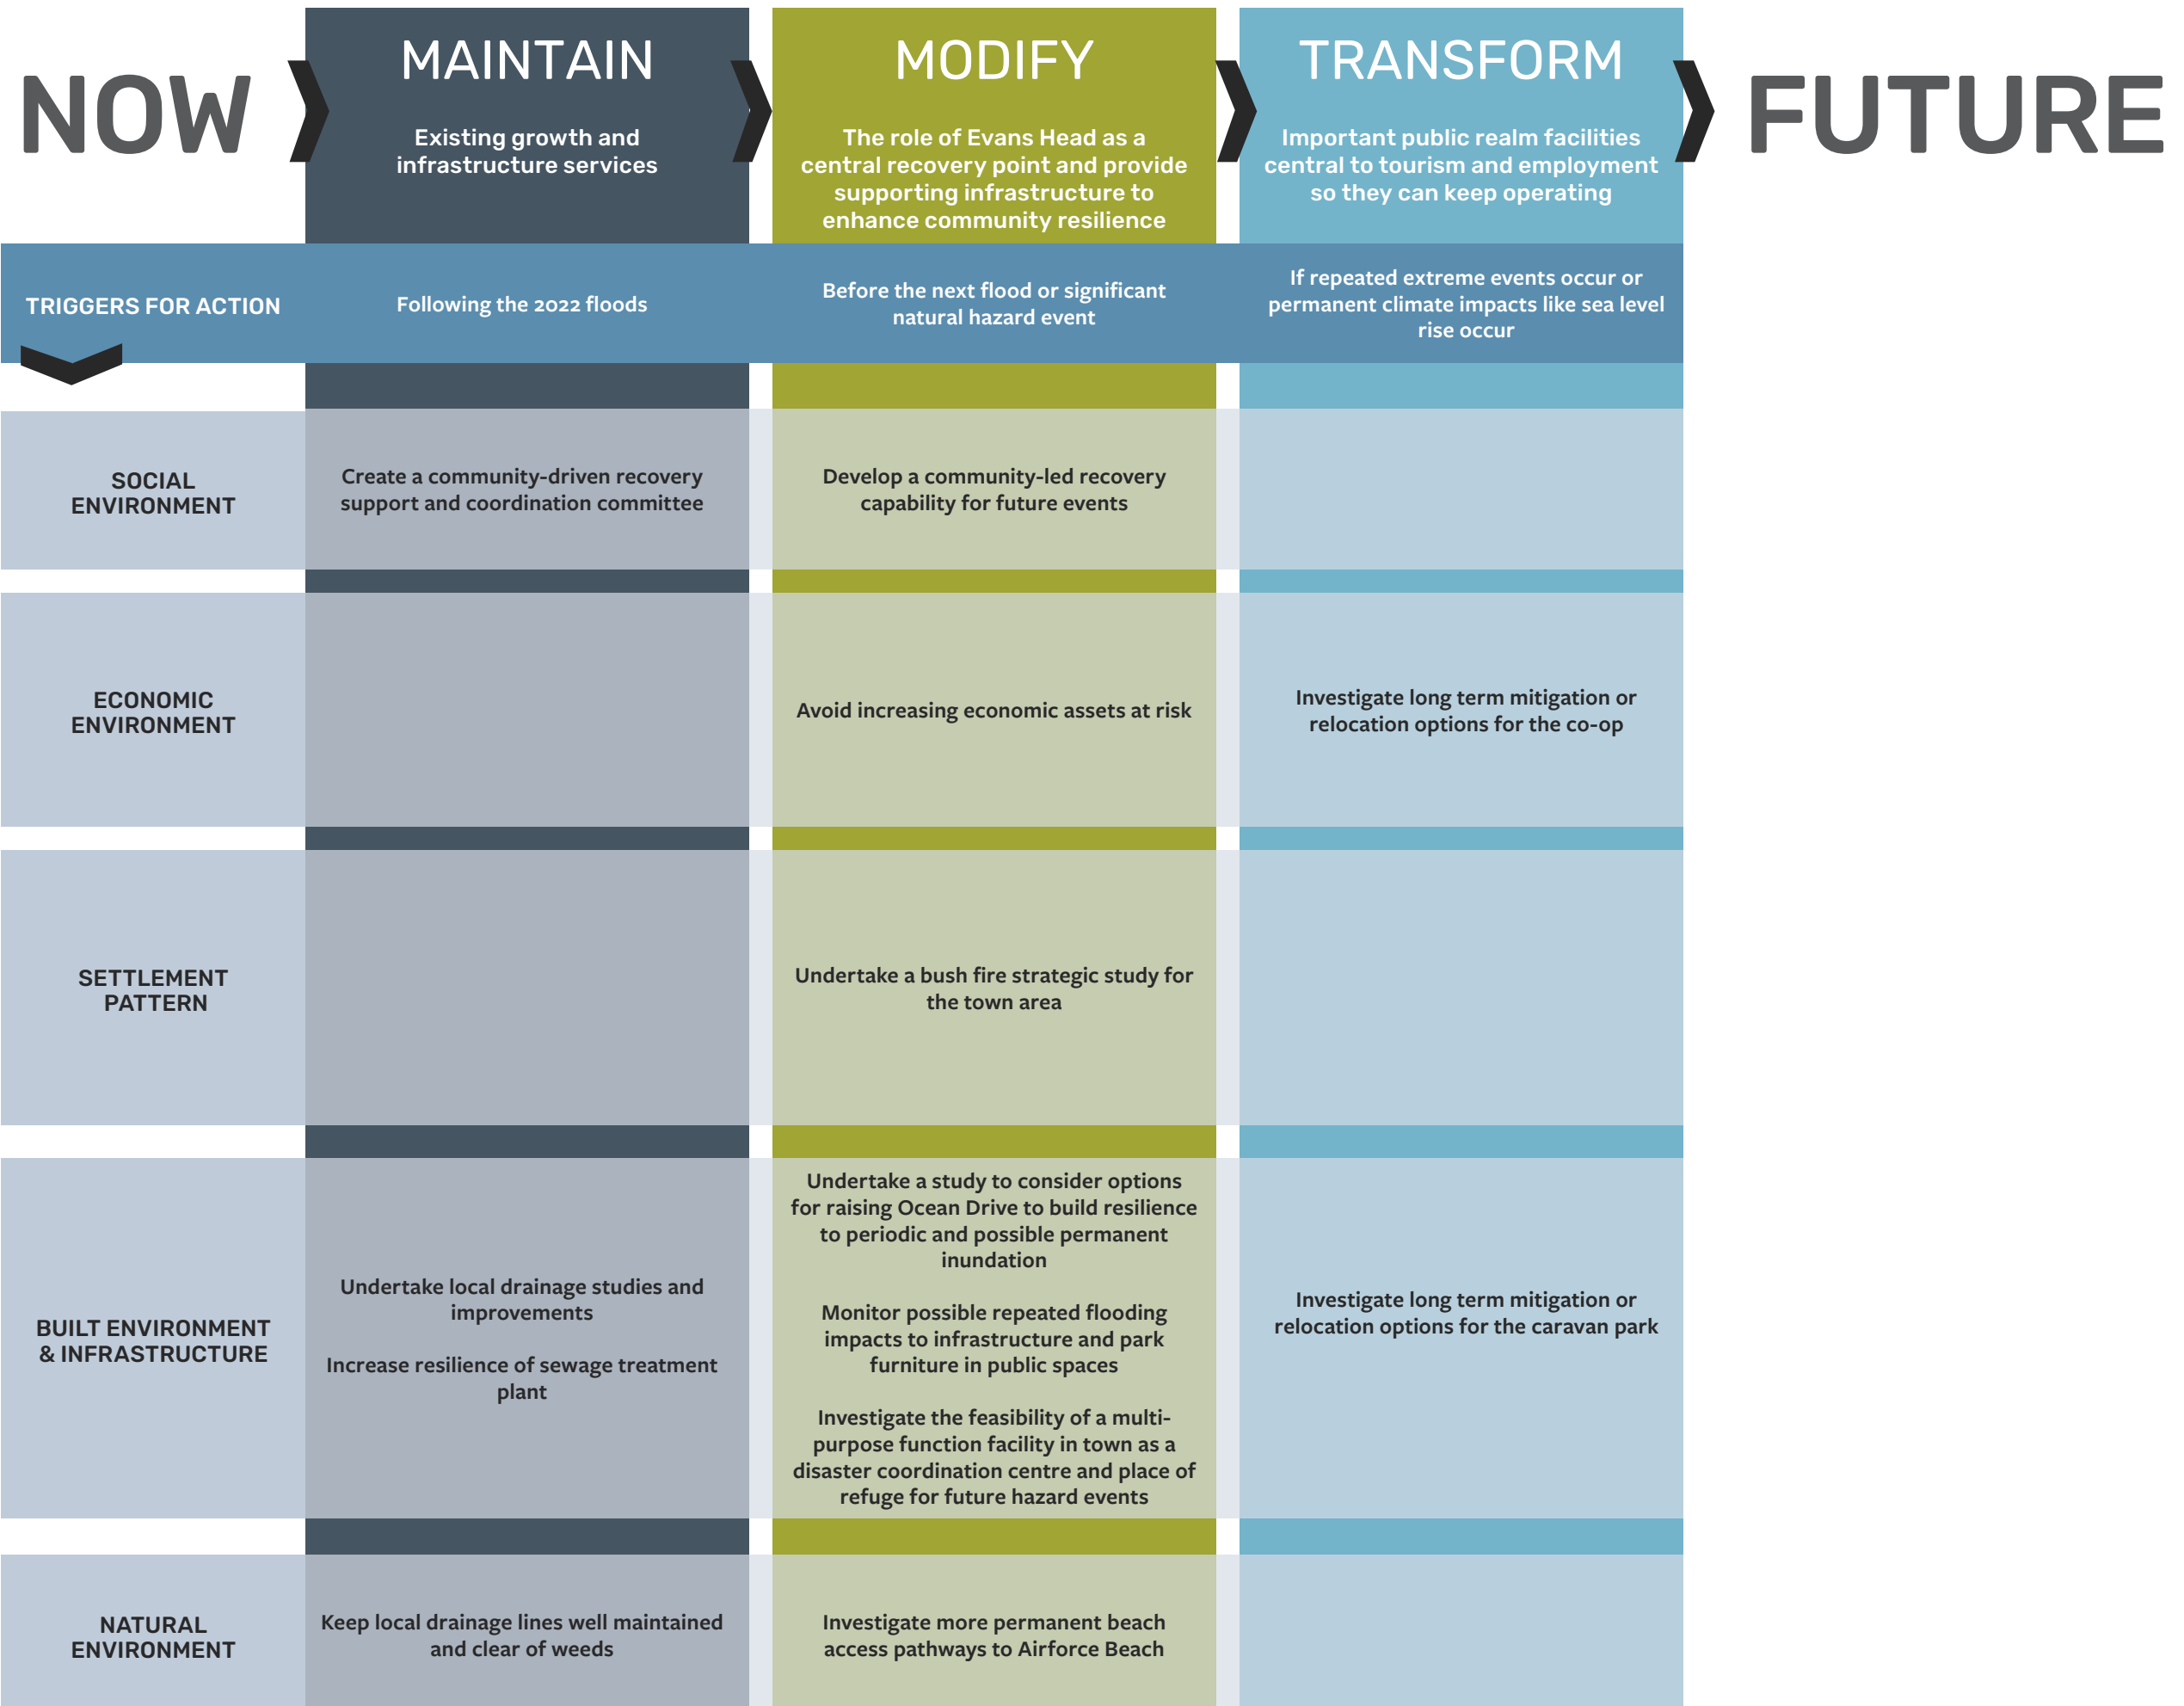 NOW
MAINTAIN
Existing growth and
infrastructure services
MODIFY
The role of Evans Head as a
central recovery point and provide
supporting infrastructure to
enhance community resilience
TRANSFORM
Important public realm facilities
central to tourism and employment
so they can keep operating
FUTURE
TRIGGERS FOR ACTION
Following the 2022 floods
Before the next flood or significant
natural hazard event
If repeated extreme events occur or
permanent climate impacts like sea level
rise occur
SOCIAL
ENVIRONMENT
Create a community-driven recovery
support and coordination committee
Develop a community-led recovery
capability for future events
ECONOMIC
ENVIRONMENT
Avoid increasing economic assets at risk
Investigate long term mitigation or
relocation options for the co-op
SETTLEMENT
PATTERN
Undertake a bush fire strategic study for
the town area
BUILT ENVIRONMENT
& INFRASTRUCTURE
Undertake local drainage studies and
improvements
Increase resilience of sewage treatment
plant
Undertake a study to consider options
for raising Ocean Drive to build resilience
to periodic and possible permanent
inundation
Monitor possible repeated flooding
impacts to infrastructure and park
furniture in public spaces
Investigate the feasibility of a multi-
purpose function facility in town as a
disaster coordination centre and place of
refuge for future hazard events
Investigate long term mitigation or
relocation options for the caravan park
NATURAL
ENVIRONMENT
Keep local drainage lines well maintained
and clear of weeds
Investigate more permanent beach
access pathways to Airforce Beach